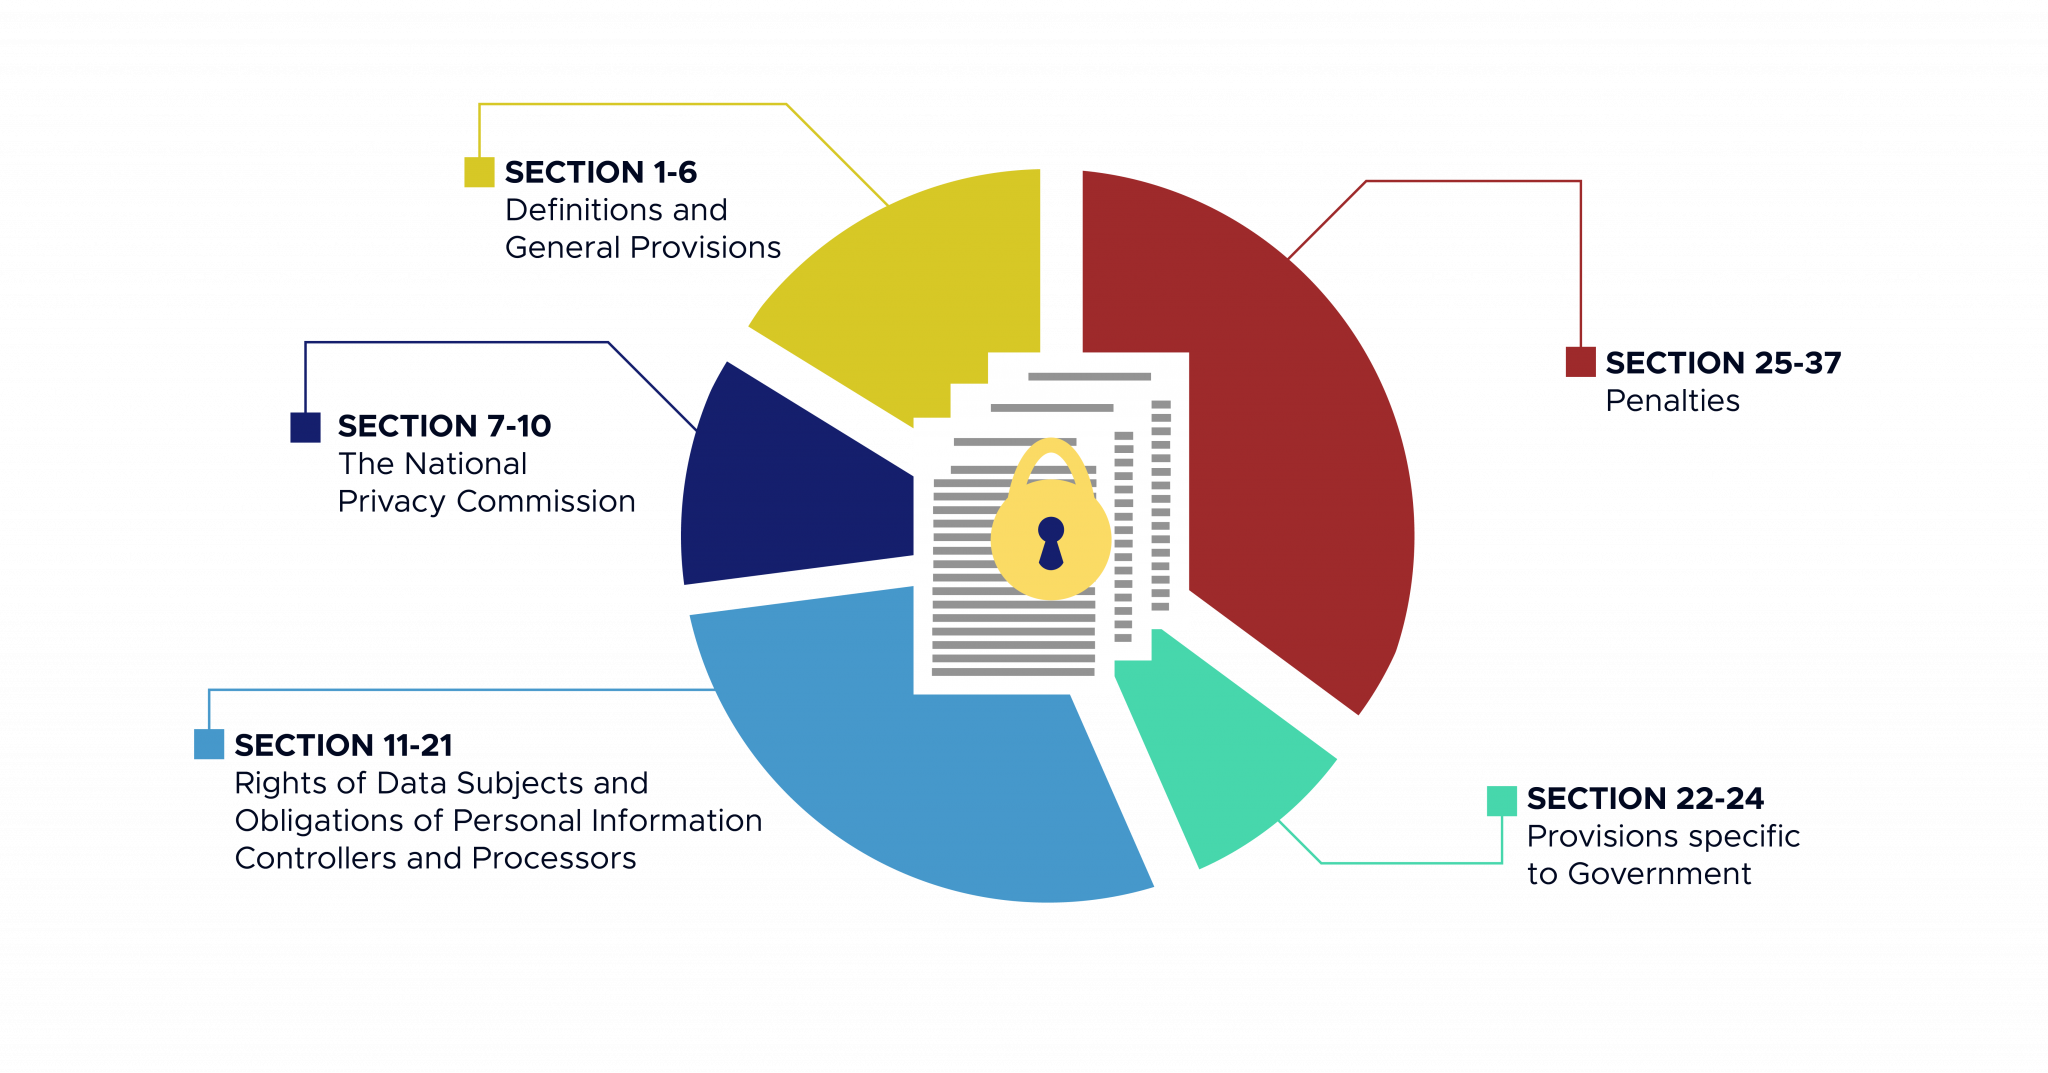 SECTION 1-6
Definitions and
General Provisions
SECTION 7-10
The National
Privacy Commission
SECTION 11-21
Rights of Data Subjects and
Obligations of Personal Information
Controllers and Processors
SECTION 25-37
Penalties
SECTION 22-24
Provisions specific
to Government